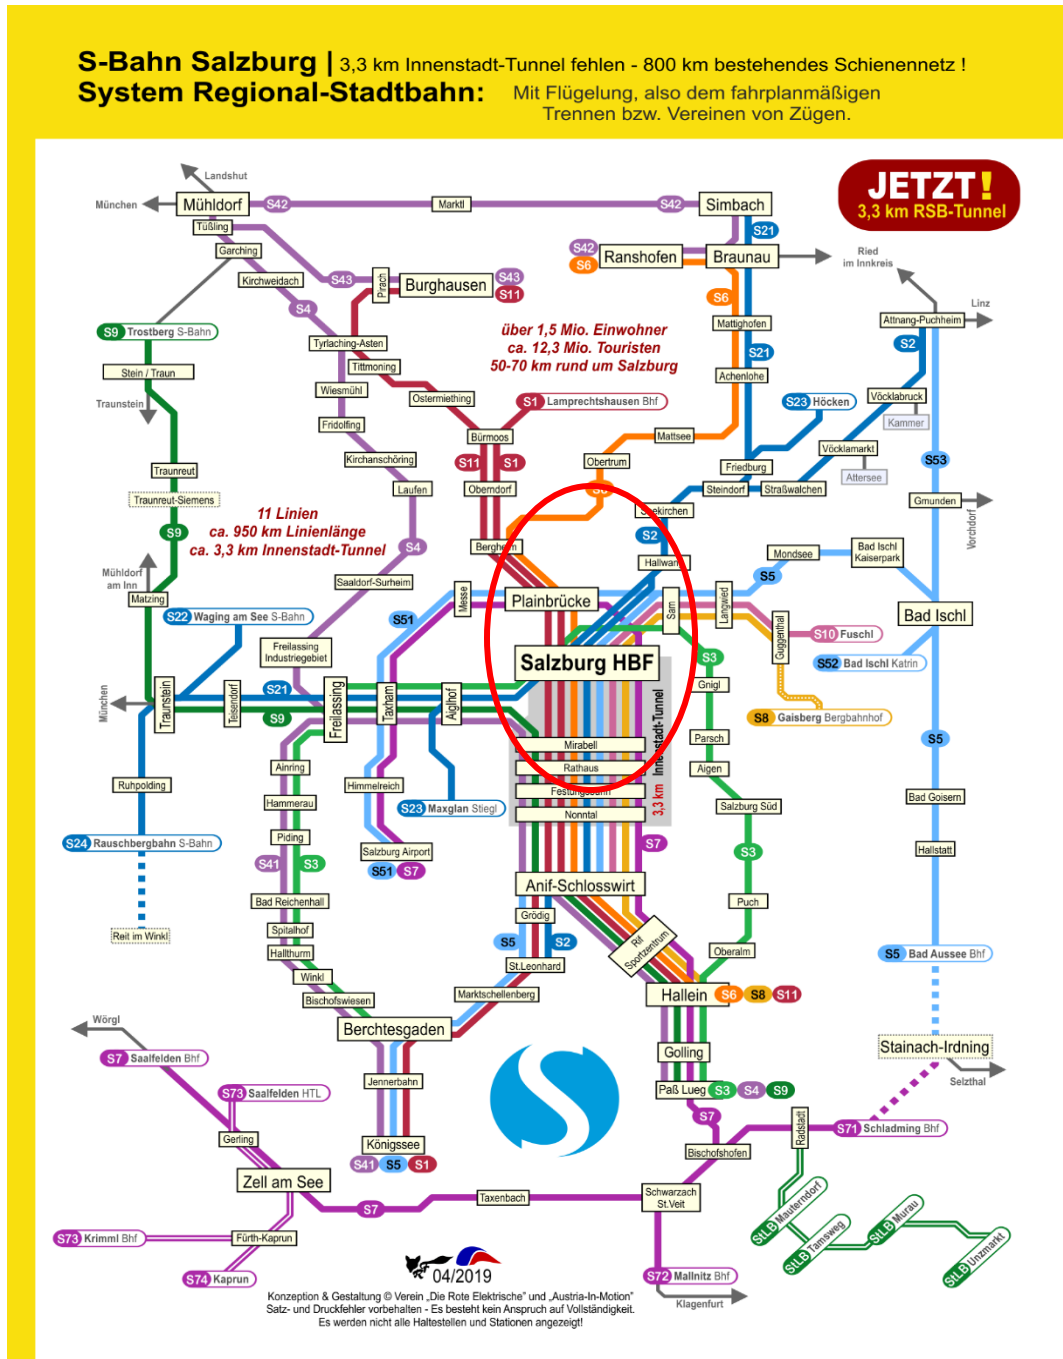 S-Bahn Salzburg | 3,3 km Innenstadt-Tunnel fehlen - 800 km bestehendes Schienennetz !
System Regional-Stadtbahn: Mit Flügelung, also dem fahrplanmäßigen
Trennen bzw. Vereinen von Zügen.
JETZT!
3,3 km RSB-Tunnel
Landshut
München
Mühldorf
S42
Marktl
S42
Simbach
S21
Tüßling
Garching
Kirchweidach
S43
Pirach
Burghausen
S43
S11
S4
S42
S6
Ranshofen
Braunau
Ried
im Innkreis
S6
Mattighofen
S21
Achenlohe
Attnang-Puchheim
Linz
S2
S9 Trostberg S-Bahn
Stein / Traun
Traunstein
Tyrlaching-Asten
Tittmoning
Wiesmühl
Ostermiething
Fridolfing
Kirchanschöring
Laufen
über 1,5 Mio. Einwohner
ca. 12,3 Mio. Touristen
50-70 km rund um Salzburg
S1 Lamprechtshausen Bhf
Bürmoos
S11
S1
Oberndorf
Bergheim
Mattsee
Obertrum
S6
S23 Höcken
Vöcklabruck
Kammer
Vöcklamarkt
Attersee
Friedburg
Steindorf
Straßwalchen
Seekirchen
S2
Hallwang
S53
Gmunden
Vorchdorf
Traunreut
Traunreut-Siemens
S9
11 Linien
ca. 950 km Linienlänge
ca. 3,3 km Innenstadt-Tunnel
S4
Saaldorf-Surheim
Mühldorf
am Inn
Matzing
S22 Waging am See S-Bahn
Freilassing
Industriegebiet
Messe
S51
Plainbrücke
Mondsee
S5
Bad Ischl
Kaiserpark
Bad Ischl
Sam
Langwied
Guggenthal
S10 Fuschl
S52 Bad Ischl Katrin
S8 Gaisberg Bergbahnhof
Salzburg HBF
S3
Gnigl
Parsch
Aigen
Salzburg Süd
S3
Puch
Oberalm
München
Traunstein
Teisendorf
S21
S9
Freilassing
Taxham
Aiglhof
Mirabell
Rathaus
Festungsbahn
Nonntal
3,3 km Innenstadt-Tunnel
S7
Ainring
Hammerau
Piding
S41
S3
Bad Reichenhall
Spitalhof
Hallthurm
Winkl
Bischofswiesen
Himmelreich
S23 Maxglan Stiegl
Salzburg Airport
S51
S7
Ruhpolding
S24 Rauschbergbahn S-Bahn
Reit im Winkl
Anif-Schlosswirt
Grödig
S5
S2
St.Leonhard
Marktschellenberg
Rif
Sportzentrum
Hallein
S6
S8
S11
Golling
Paß Lueg
S3
S4
S9
S7
S5
Bad Goisern
Hallstatt
S5 Bad Aussee Bhf
Stainach-Irdning
Selzthal
Berchtesgaden
Jennerbahn
Königssee
S41
S5
S1
Wörgl
S7 Saalfelden Bhf
S73 Saalfelden HTL
Gerling
Zell am See
S7
Taxenbach
Schwarzach
St.Veit
Bischofshofen
Radstadt
S71 Schladming Bhf
StLB Mauterndorf
StLB Tamsweg
StLB Murau
StLB Unzmarkt
S73 Krimml Bhf
Fürth-Kaprun
S74 Kaprun
S72 Mallnitz Bhf
Klagenfurt
04/2019
Konzeption & Gestaltung © Verein „Die Rote Elektrische" und „Austria-In-Motion"
Satz- und Druckfehler vorbehalten - Es besteht kein Anspruch auf Vollständigkeit.
Es werden nicht alle Haltestellen und Stationen angezeigt!